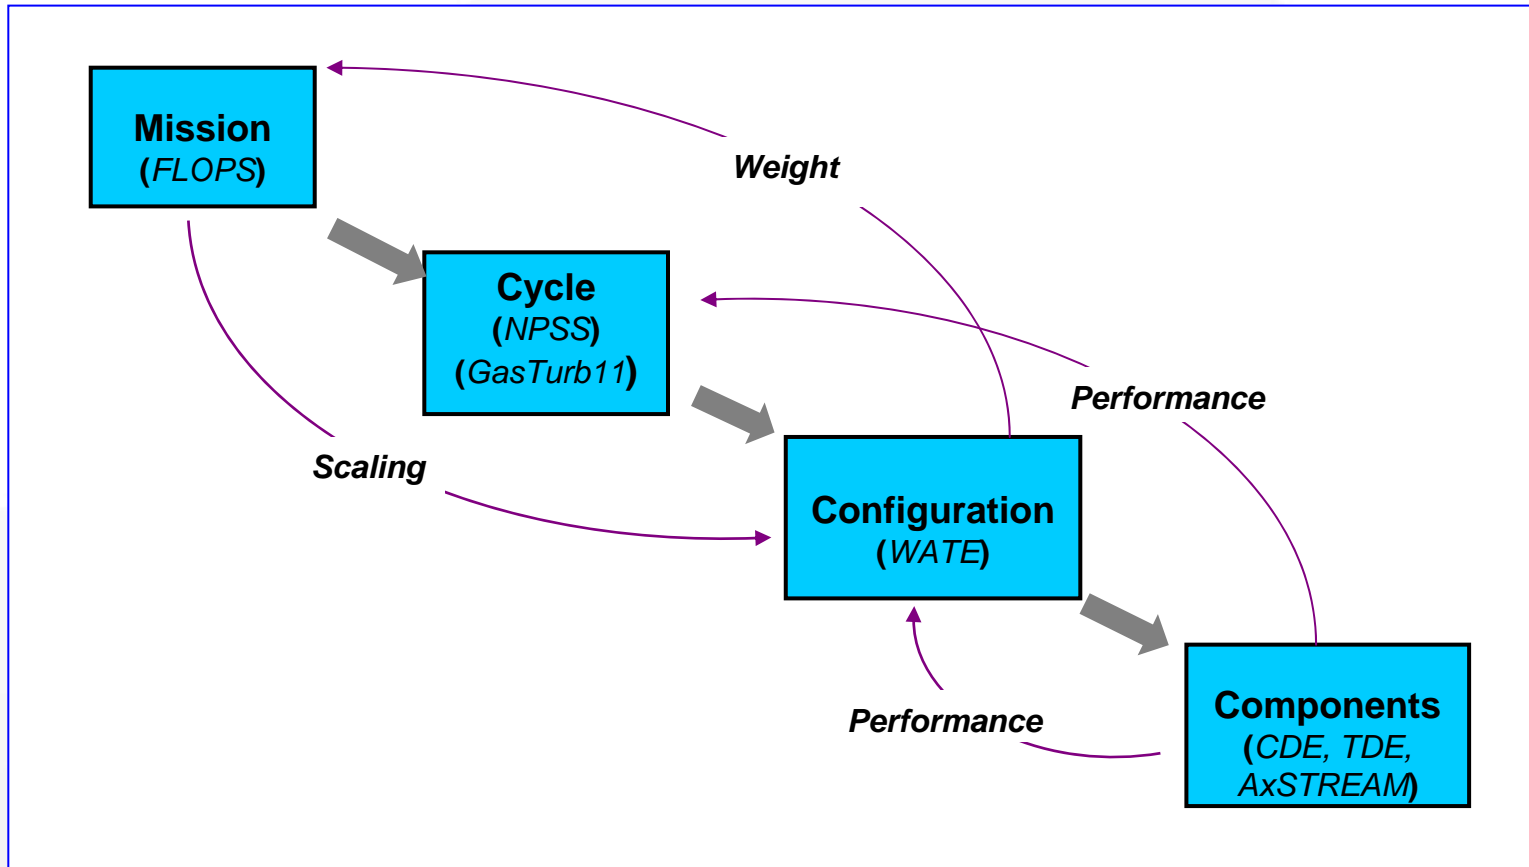 Mission
(FLOPS)
Weight
Cycle
(NPSS)
(GasTurb11)
Performance
Scaling
Configuration
(WATE)
Performance
Components
(CDE, TDE,
AxSTREAM)